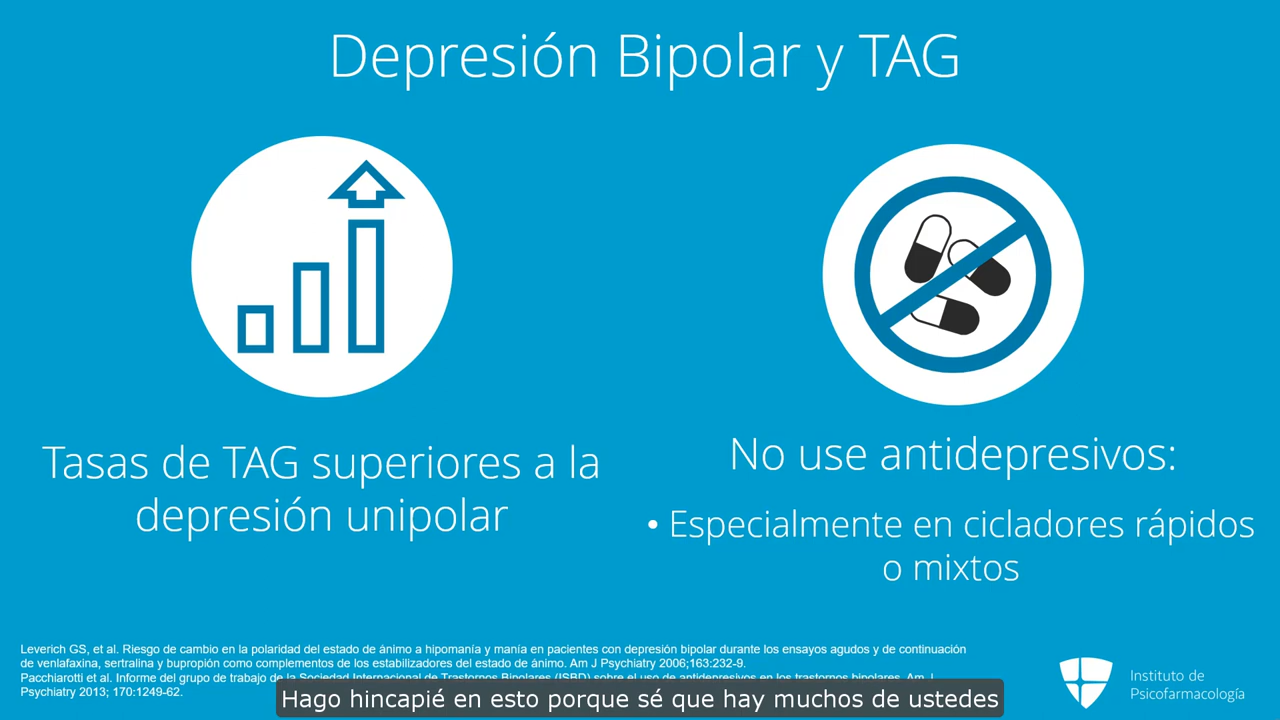 Depresión Bipolar y TAG
Tasas de TAG superiores a la
depresión unipolar
No use antidepresivos:
• Especialmente en cicladores rápidos
o mixtos
Leverich GS, et al. Riesgo de cambio en la polaridad del estado de ánimo a hipomanía y manía en pacientes con depresión bipolar durante los ensayos agudos y de continuación
de venlafaxina, sertralina y bupropión como complementos de los estabilizadores del estado de ánimo. Am J Psychiatry 2006;163:232-9.
Pacchiarotti et al. Informe del grupo de trabajo de la Sociedad Internacional de Trastornos Bipolares (ISBD) sobre el uso de antidepresivos en los trastornos bipolares. Am J
Psychiatry 2013; 170:1249-62.
Hago hincapié en esto porque sé que hay muchos de ustedes
Instituto de
Psicofarmacología